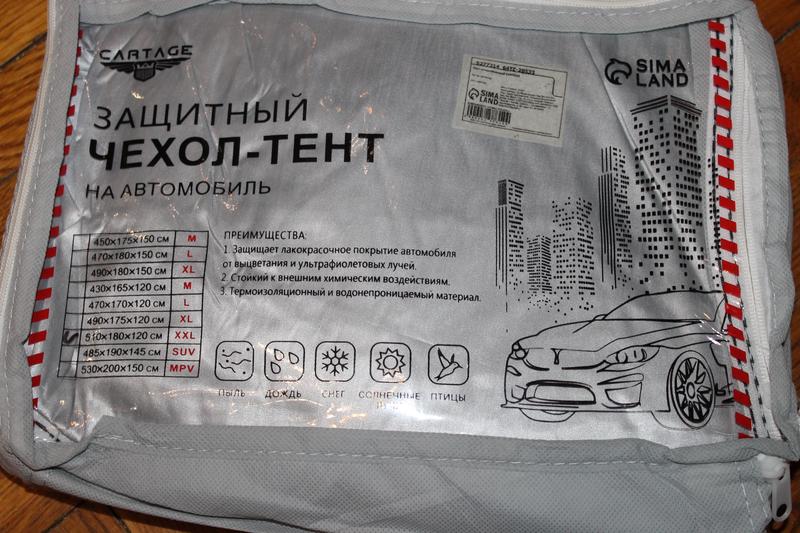 CARTAGE
ЗАЩИТНЫЙ
ЧЕХОЛ-ТЕНТ
НА АВТОМОБИЛЬ
SIMA
LAND
SIMA
LAND
450×175×150 см M
470×180×150 см L
490×180×150 см XL
430×165×120 см M
470×170×120 см L
490×175×120 см XL
510×180×120 см XXL
485×190×145 см SUV
530×200×150 см MPV
ПРЕИМУЩЕСТВА:
1. Защищает лакокрасочное покрытие автомобиля
от выцветания и ультрафиолетовых лучей.
2. Стойкий к внешним химическим воздействиям.
3. Термоизоляционный и водонепроницаемый материал.
ПЫЛЬ ДОЖДЬ СНЕГ СОЛНЕЧНЫЕ ПТИЦЫ